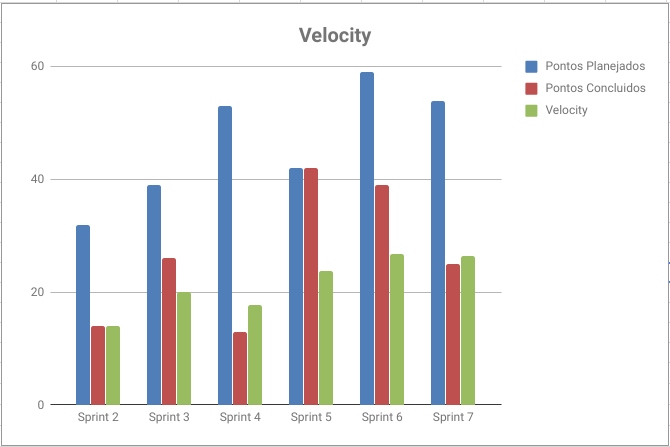 Velocity
60
40
20
0
Sprint 2
Sprint 3
Sprint 4
Sprint 5
Sprint 6
Sprint 7
Pontos Planejados
Pontos Concluidos
Velocity